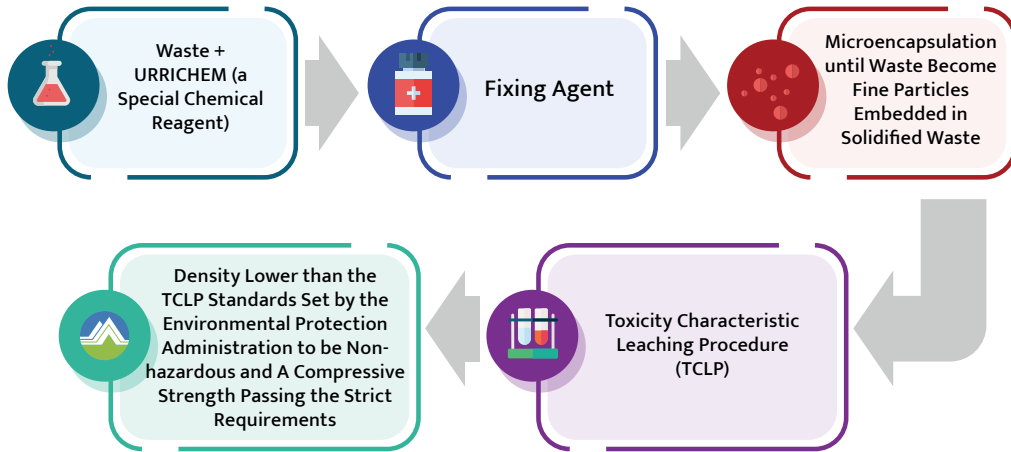 Waste +
URRICHEM (a
Special Chemical
Reagent)
Fixing Agent
Microencapsulation
until Waste Become
Fine Particles
Embedded in
Solidified Waste
Toxicity Characteristic
Leaching Procedure
(TCLP)
Density Lower than the
TCLP Standards Set by the
Environmental Protection
Administration to be Non-
hazardous and A Compressive
Strength Passing the Strict
Requirements